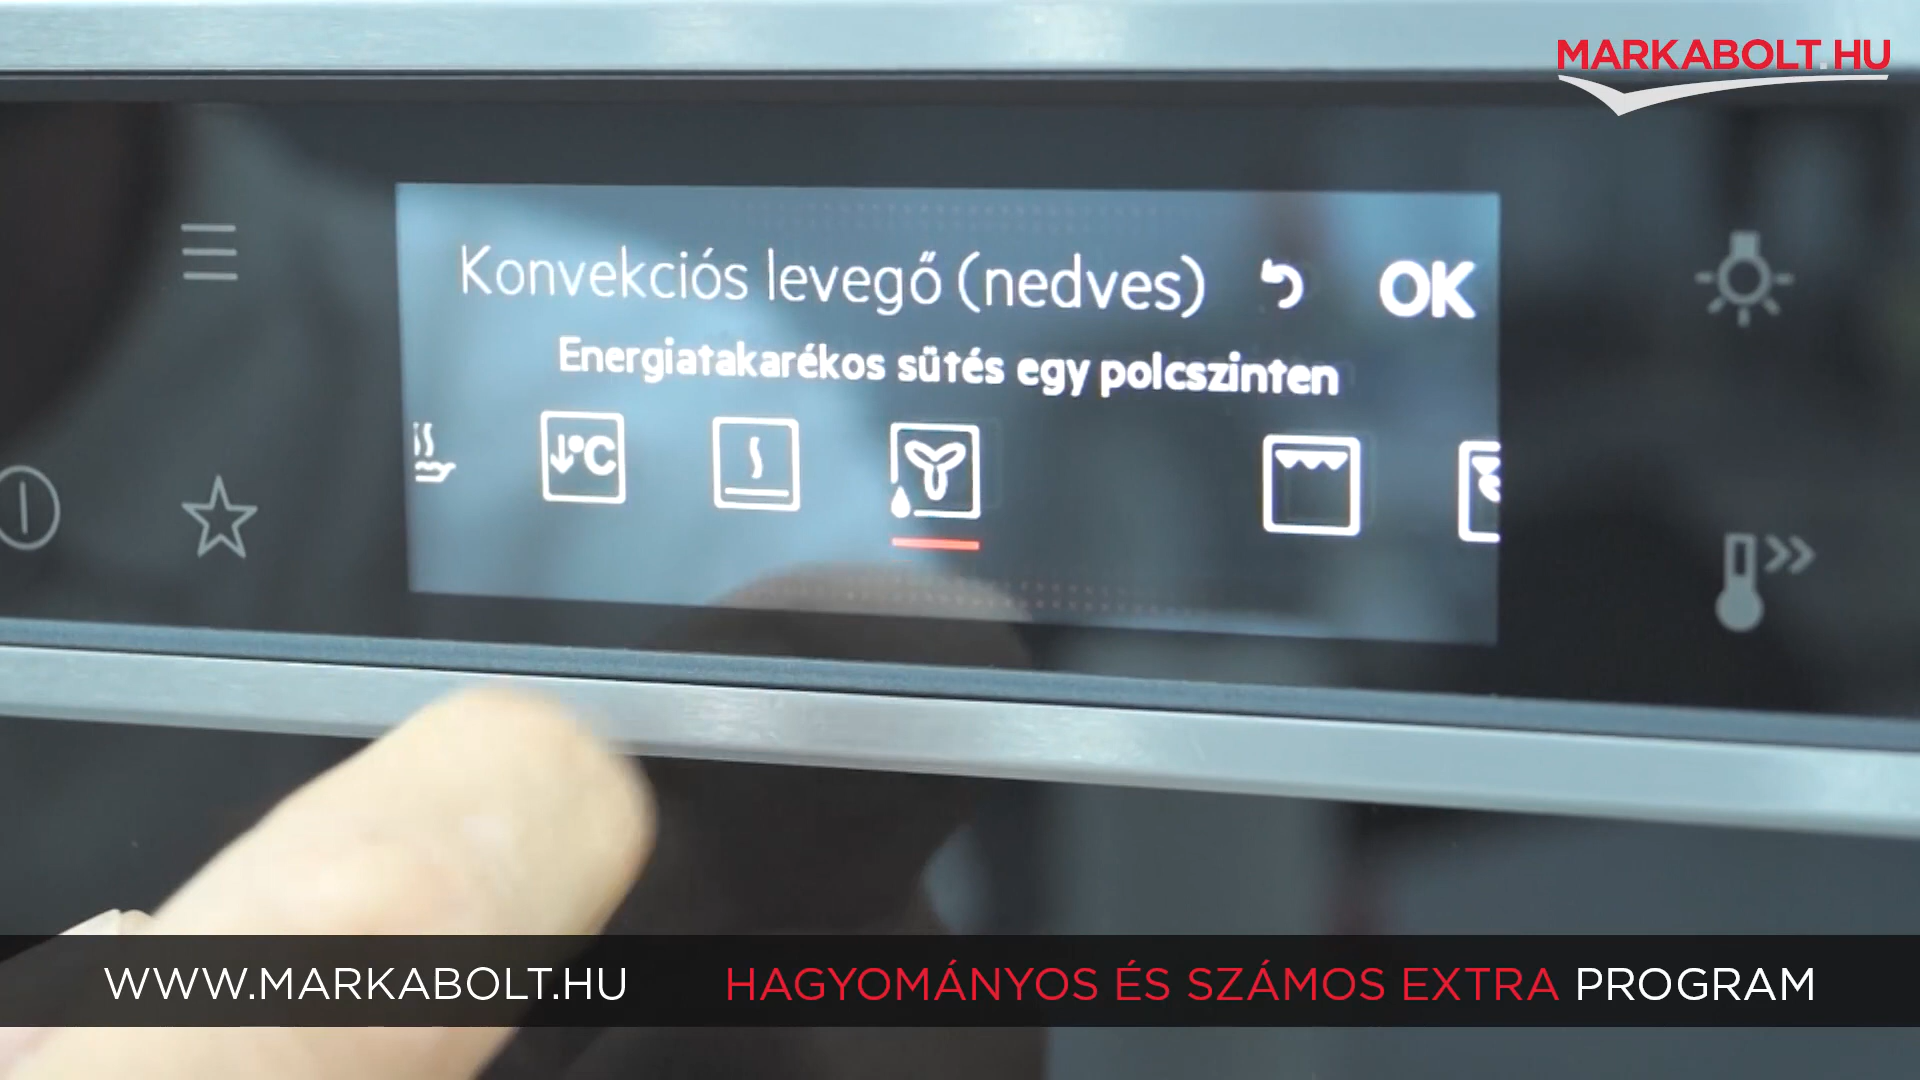 MARKABOLT.HU
Konvekciós levegő (nedves) OK
Energiatakarékos sütés egy polcszinten
°C
WWW.MARKABOLT.HU HAGYOMÁNYOS ÉS SZÁMOS EXTRA PROGRAM